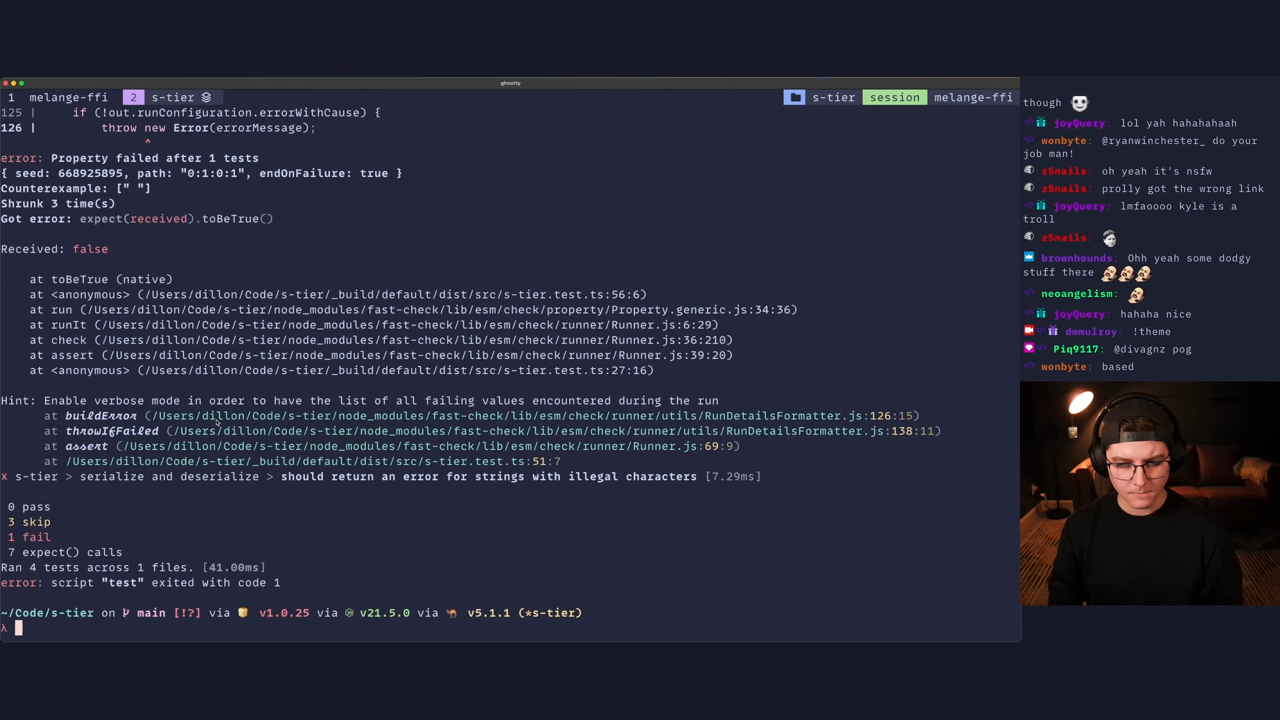 ghostty
1 melange-ffi 2 s-tier s-tier session melange-ffi
125 | if (!out.runConfiguration.errorWithCause) {
126 | throw new Error(errorMessage);
^
error: Property failed after 1 tests
{ seed: 668925895, path: "0:1:0:1", endOnFailure: true }
Counterexample: [" "]
Shrunk 3 time(s)
Got error: expect(received).toBeTrue()
Received: false
at toBeTrue (native)
at <anonymous> (/Users/dillon/Code/s-tier/_build/default/dist/src/s-tier.test.ts:56:6)
at run (/Users/dillon/Code/s-tier/node_modules/fast-check/lib/esm/check/property/Property.generic.js:34:36)
at runIt (/Users/dillon/Code/s-tier/node_modules/fast-check/lib/esm/check/runner/Runner.js:6:29)
at check (/Users/dillon/Code/s-tier/node_modules/fast-check/lib/esm/check/runner/Runner.js:36:210)
at assert (/Users/dillon/Code/s-tier/node_modules/fast-check/lib/esm/check/runner/Runner.js:39:20)
at <anonymous> (/Users/dillon/Code/s-tier/_build/default/dist/src/s-tier.test.ts:27:16)
Hint: Enable verbose mode in order to have the list of all failing values encountered during the run
at buildError (/Users/dillon/Code/s-tier/node_modules/fast-check/lib/esm/check/runner/utils/RunDetailsFormatter.js:126:15)
at throwIfFailed (/Users/dillon/Code/s-tier/node_modules/fast-check/lib/esm/check/runner/utils/RunDetailsFormatter.js:138:11)
at assert (/Users/dillon/Code/s-tier/node_modules/fast-check/lib/esm/check/runner/Runner.js:69:9)
at /Users/dillon/Code/s-tier/_build/default/dist/src/s-tier.test.ts:51:7
x s-tier > serialize and deserialize > should return an error for strings with illegal characters [7.29ms]
0 pass
3 skip
1 fail
7 expect() calls
Ran 4 tests across 1 files. [41.00ms]
error: script "test" exited with code 1
~/Code/s-tier on main [!?] via v1.0.25 via v21.5.0 via v5.1.1 (*s-tier)
λ
though
joyQuery: lol yah hahahahaah
wonbyte: @ryanwinchester_ do your
job man!
zSnails: oh yeah it's nsfw
zSnails: prolly got the wrong link
joyQuery: lmfaoooo kyle is a
troll
zSnails:
brownhounds: Ohh yeah some dodgy
stuff there
neoangelism:
joyQuery: hahaha nice
dmmulroy: !theme
Piq9117: @divagnz pog
wonbyte: based